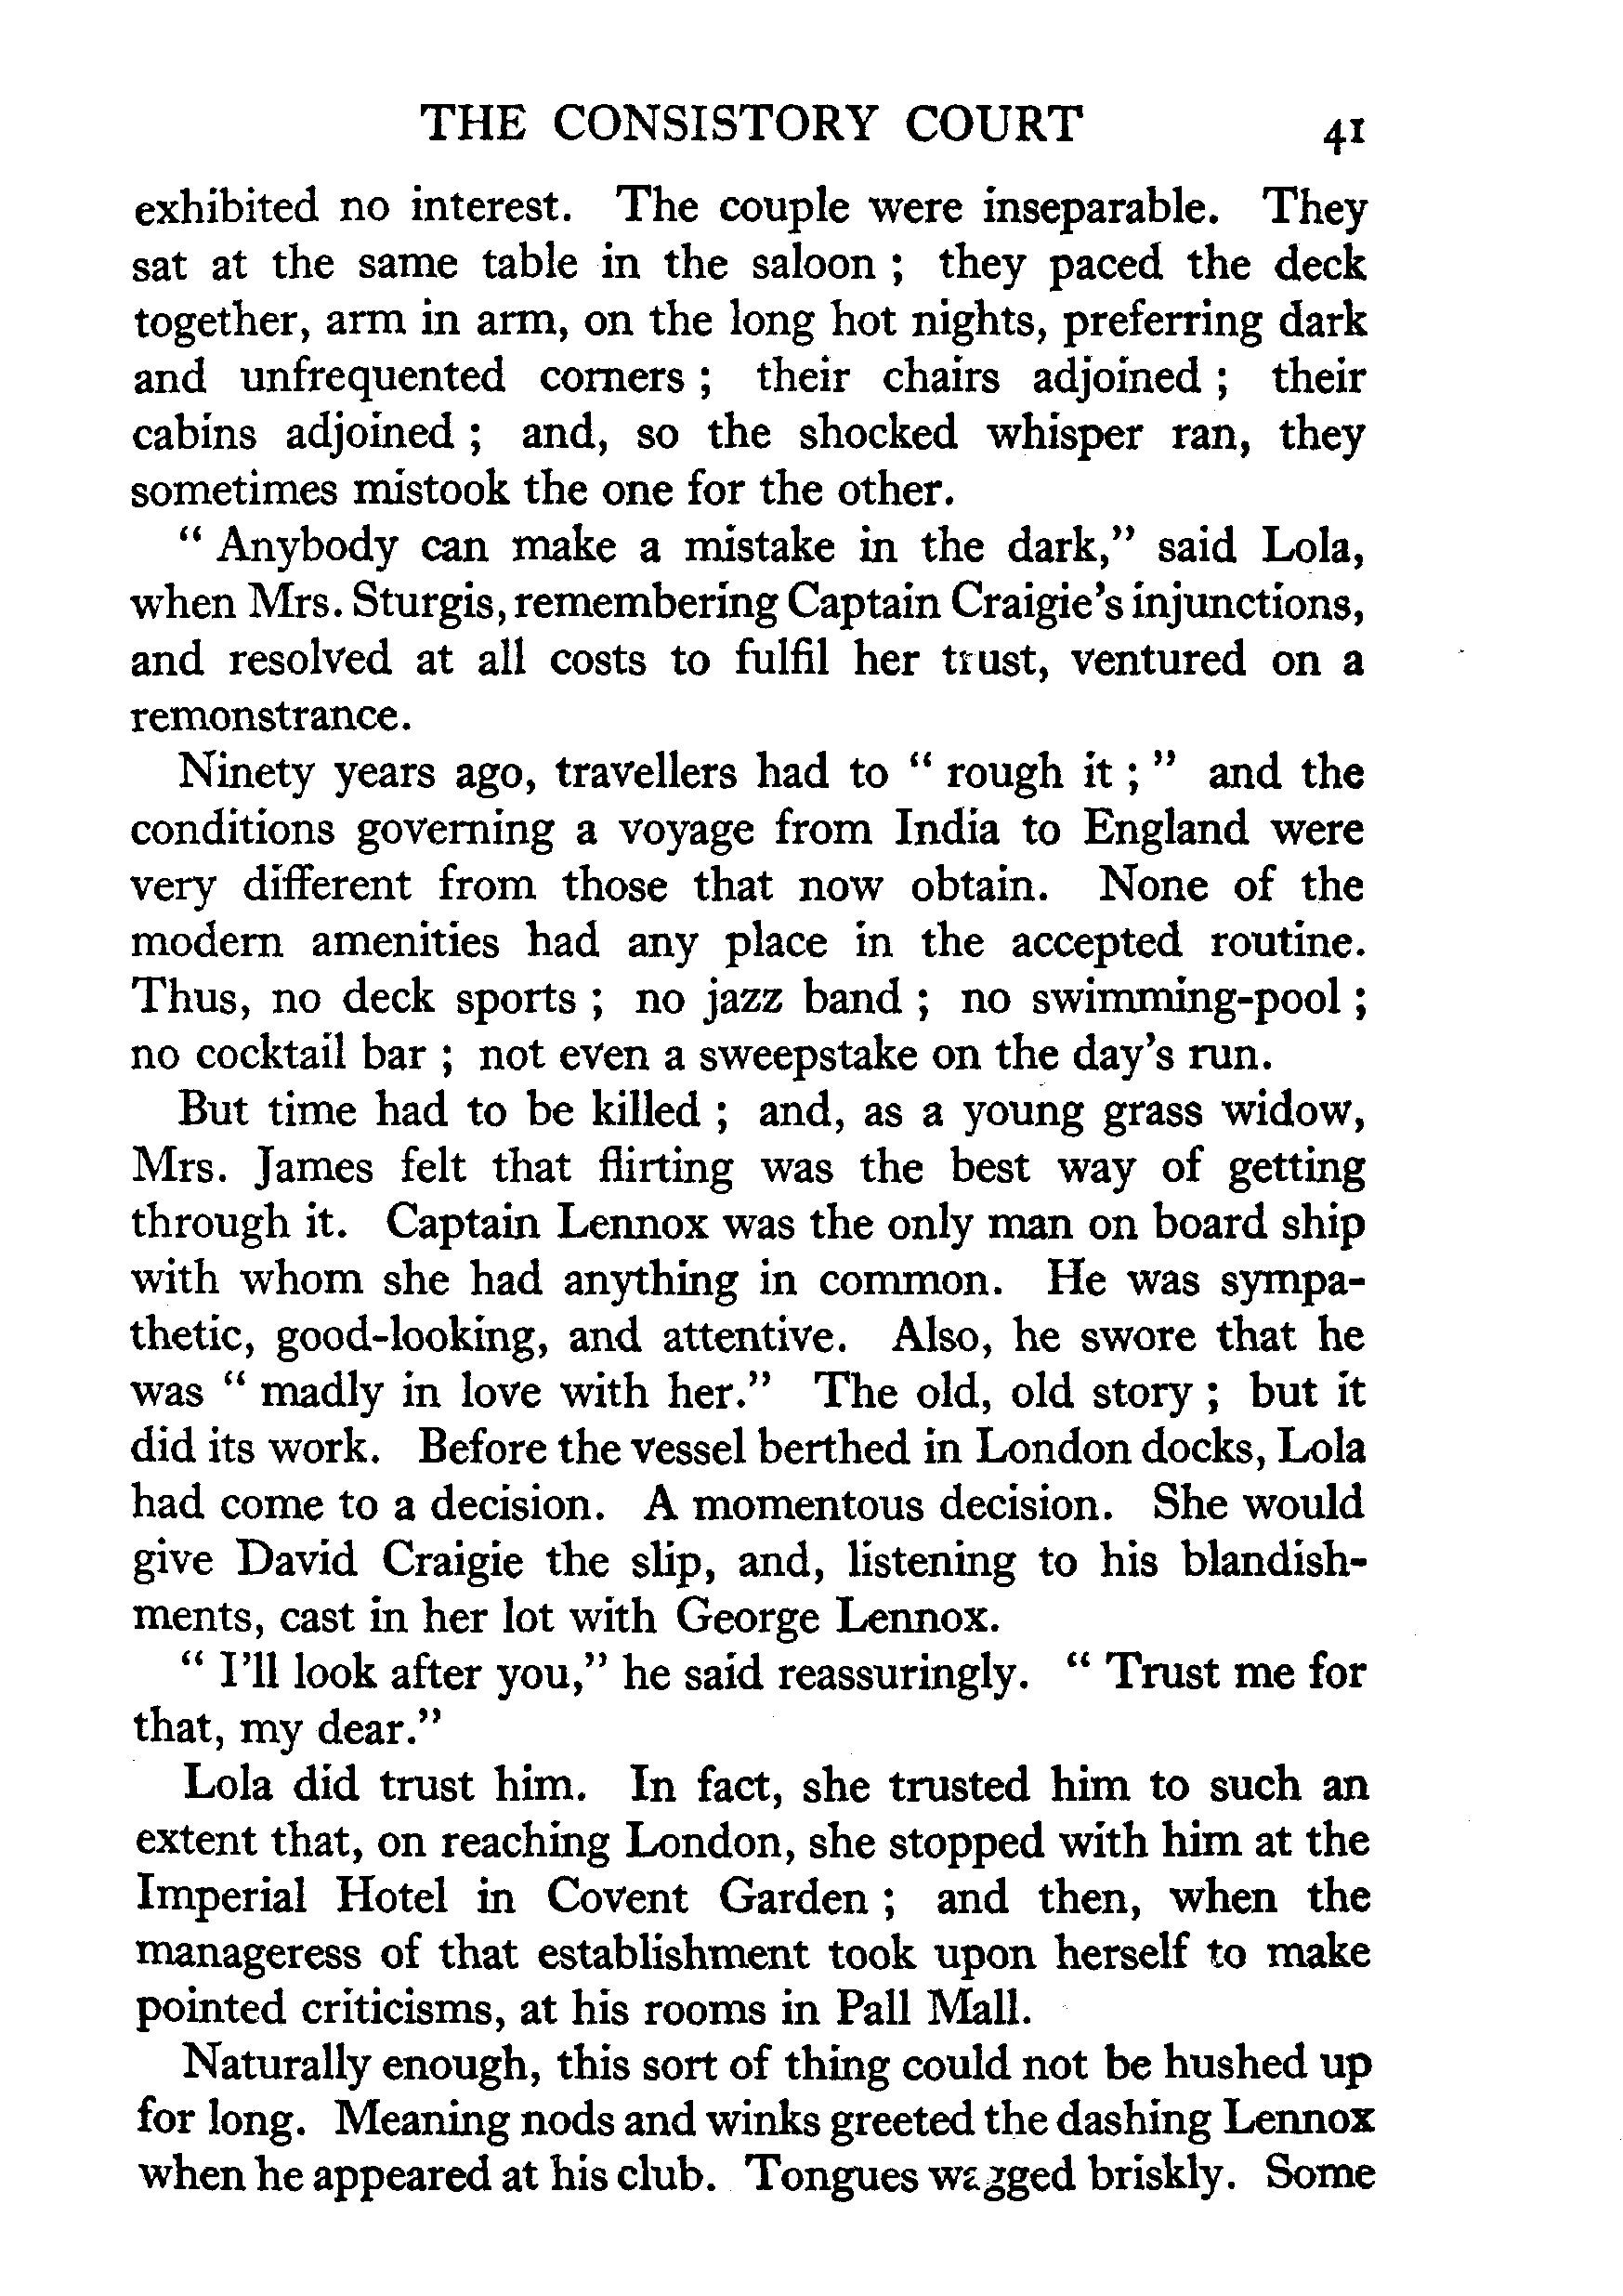 THE CONSISTORY COURT 41
exhibited no interest. The couple were inseparable. They
sat at the same table in the saloon ; they paced the deck
together, arm in arm, on the long hot nights, preferring dark
and unfrequented corners ; their chairs adjoined ; their
cabins adjoined ; and, so the shocked whisper ran, they
sometimes mistook the one for the other.
“ Anybody can make a mistake in the dark,” said Lola,
when Mrs. Sturgis, remembering Captain Craigie’s injunctions,
and resolved at all costs to fulfil her trust, ventured on a
remonstrance.
Ninety years ago, travellers had to “ rough it ; ” and the
conditions governing a voyage from India to England were
very different from those that now obtain. None of the
modern amenities had any place in the accepted routine.
Thus, no deck sports ; no jazz band ; no swimming-pool ;
no cocktail bar ; not even a sweepstake on the day’s run.
But time had to be killed ; and, as a young grass widow,
Mrs. James felt that flirting was the best way of getting
through it. Captain Lennox was the only man on board ship
with whom she had anything in common. He was sympa-
thetic, good-looking, and attentive. Also, he swore that he
was “ madly in love with her.” The old, old story ; but it
did its work. Before the vessel berthed in London docks, Lola
had come to a decision. A momentous decision. She would
give David Craigie the slip, and, listening to his blandish-
ments, cast in her lot with George Lennox.
“ I’ll look after you,” he said reassuringly. “ Trust me for
that, my dear.”
Lola did trust him. In fact, she trusted him to such an
extent that, on reaching London, she stopped with him at the
Imperial Hotel in Covent Garden ; and then, when the
manageress of that establishment took upon herself to make
pointed criticisms, at his rooms in Pall Mall.
Naturally enough, this sort of thing could not be hushed up
for long. Meaning nods and winks greeted the dashing Lennox
when he appeared at his club. Tongues wagged briskly. Some